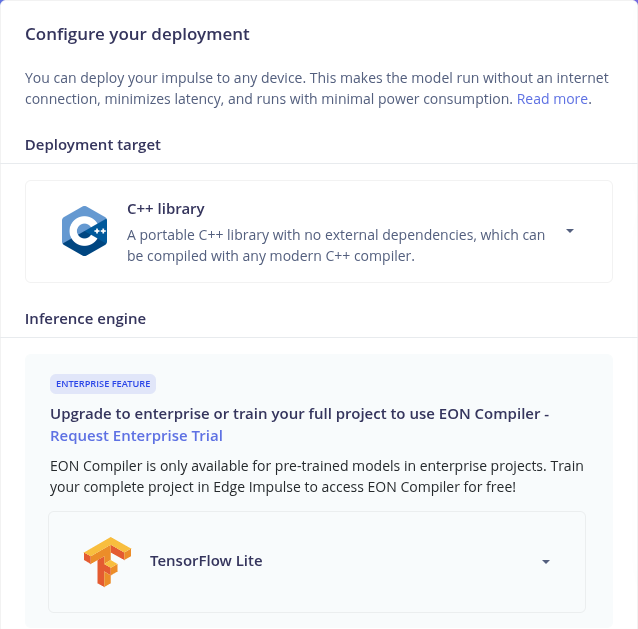 Configure your deployment
You can deploy your impulse to any device. This makes the model run without an internet
connection, minimizes latency, and runs with minimal power consumption. Read more.
Deployment target
C++ library
A portable C++ library with no external dependencies, which can
be compiled with any modern C++ compiler.
Inference engine
ENTERPRISE FEATURE
Upgrade to enterprise or train your full project to use EON Compiler -
Request Enterprise Trial
EON Compiler is only available for pre-trained models in enterprise projects. Train
your complete project in Edge Impulse to access EON Compiler for free!
TensorFlow Lite